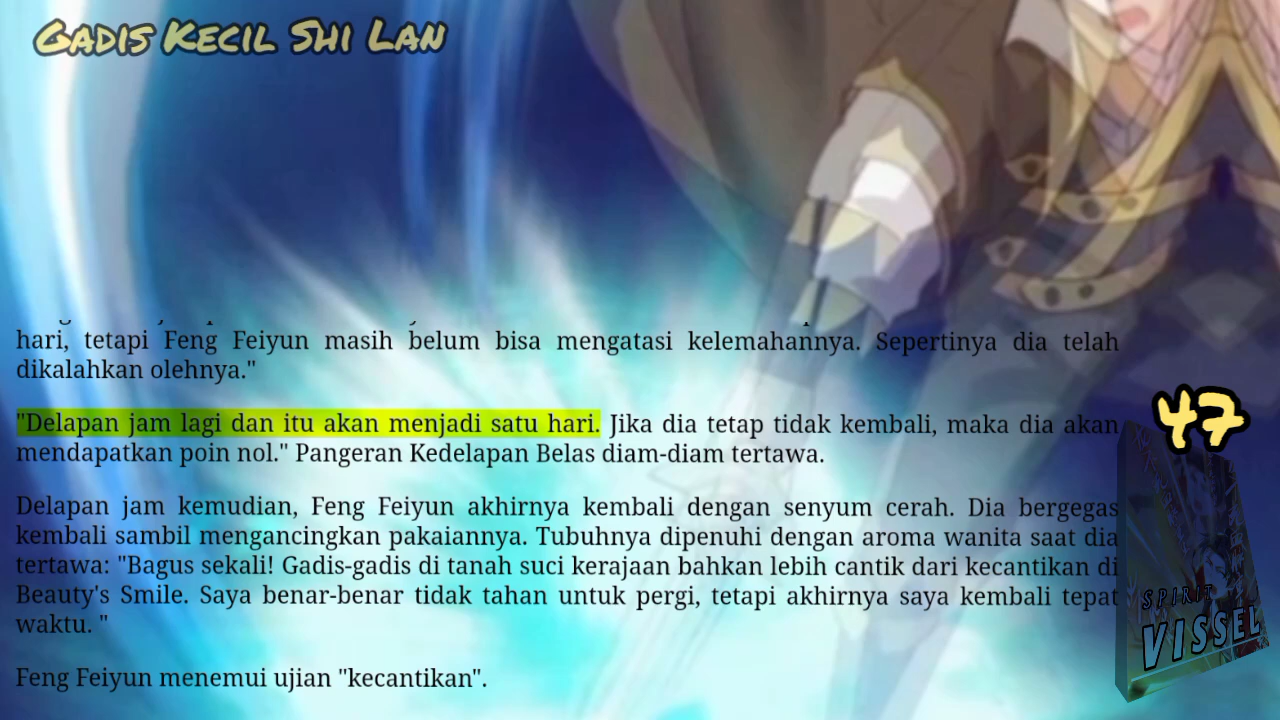 Gadis Kecil Shi Lan
hari, tetapi Feng Feiyun masih belum bisa mengatasi kelemahannya. Sepertinya dia telah
dikalahkan olehnya."
"Delapan jam lagi dan itu akan menjadi satu hari. Jika dia tetap tidak kembali, maka dia akan
mendapatkan poin nol." Pangeran Kedelapan Belas diam-diam tertawa.
Delapan jam kemudian, Feng Feiyun akhirnya kembali dengan senyum cerah. Dia bergegas
kembali sambil mengancingkan pakaiannya. Tubuhnya dipenuhi dengan aroma wanita saat dia
tertawa: "Bagus sekali! Gadis-gadis di tanah suci kerajaan bahkan lebih cantik dari kecantikan di
Beauty's Smile. Saya benar-benar tidak tahan untuk pergi, tetapi akhirnya saya kembali tepat
waktu. "
Feng Feiyun menemui ujian "kecantikan".
47
SPIRIT
VISSEL